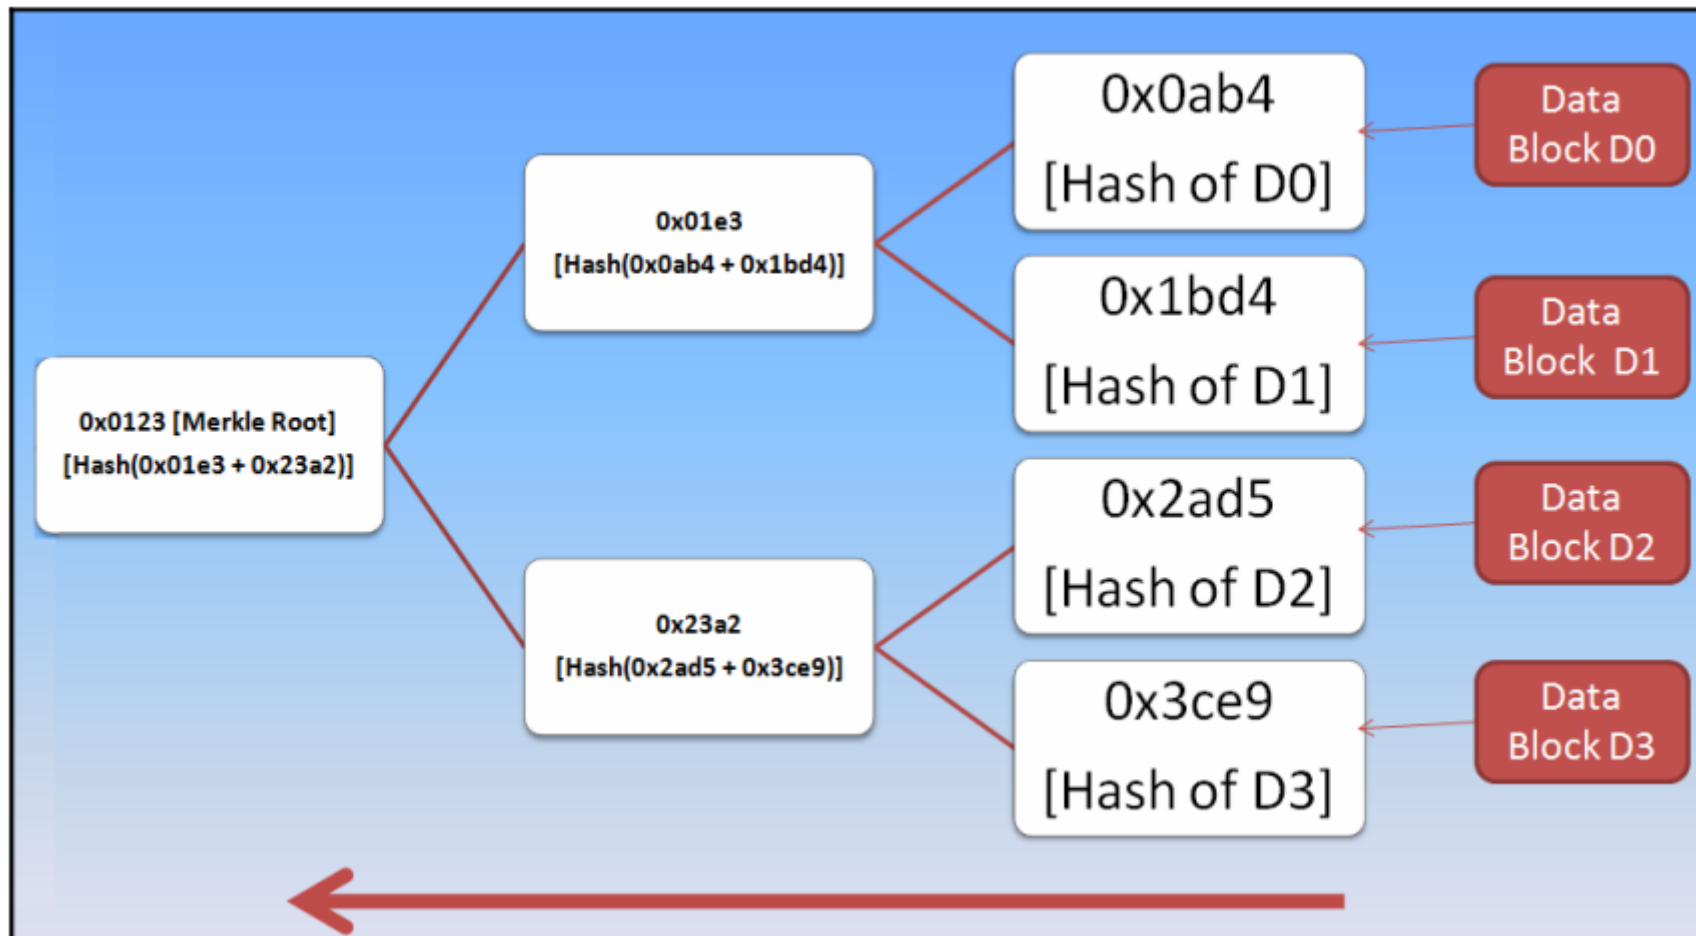 0x0123 [Merkle Root]
[Hash(0x01e3 + 0x23a2)]
0x01e3
[Hash(0x0ab4 + 0x1bd4)]
0x23a2
[Hash(0x2ad5 + 0x3ce9)]
0x0ab4
[Hash of D0]
0x1bd4
[Hash of D1]
0x2ad5
[Hash of D2]
0x3ce9
[Hash of D3]
Data
Block D0
Data
Block D1
Data
Block D2
Data
Block D3